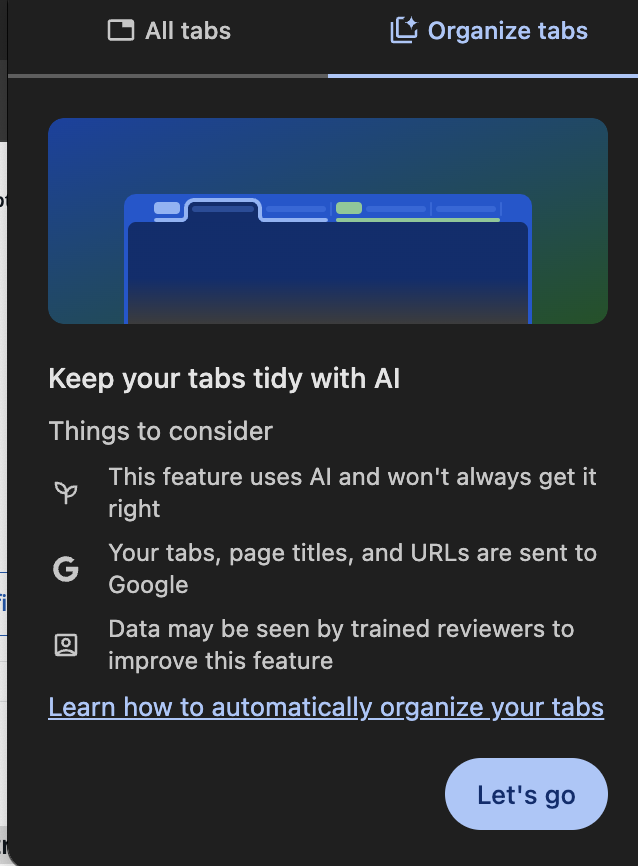 All tabs
Organize tabs
Keep your tabs tidy with AI
Things to consider
This feature uses AI and won't always get it
right
Your tabs, page titles, and URLs are sent to
Google
Data may be seen by trained reviewers to
improve this feature
Learn how to automatically organize your tabs
Let's go